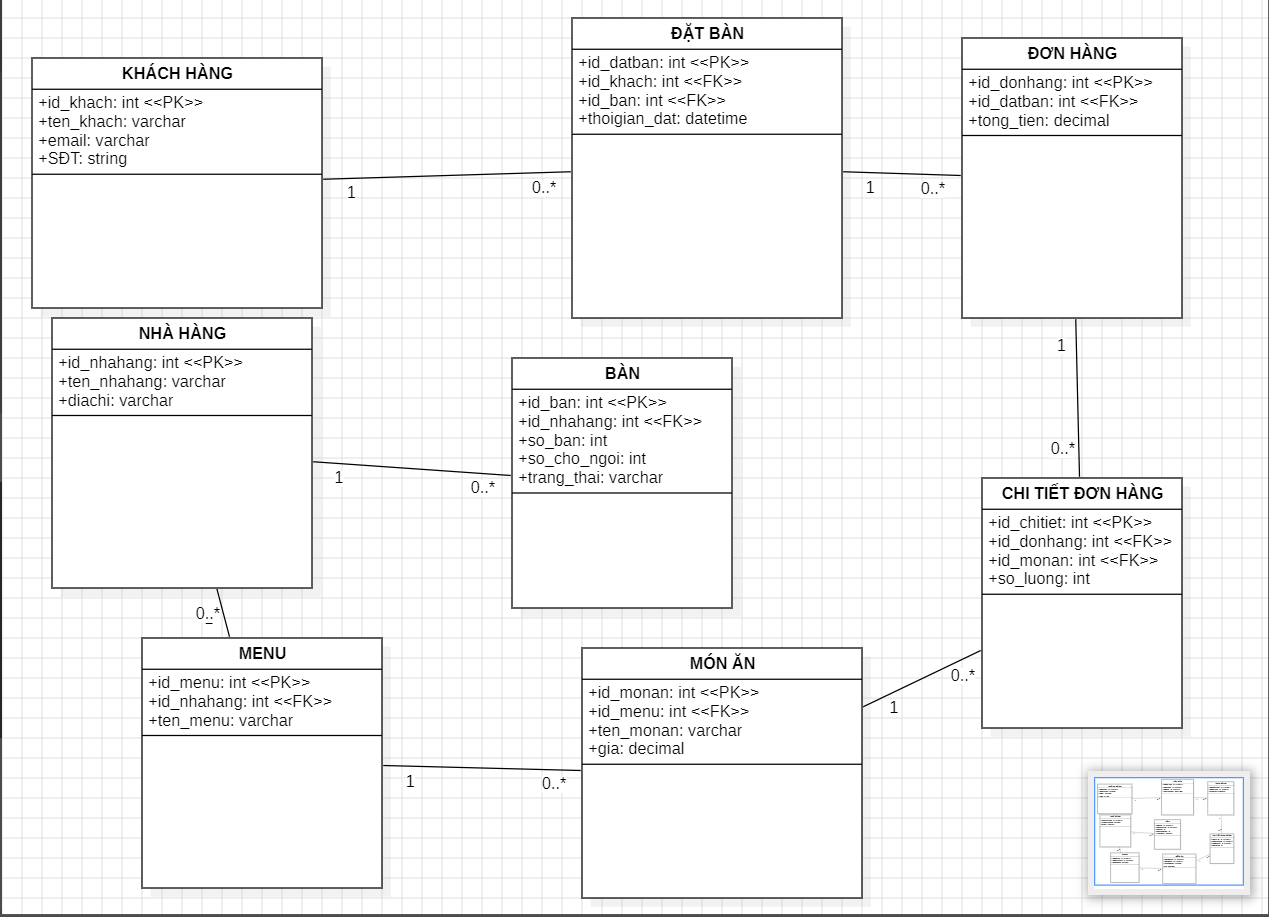 KHÁCH HÀNG
+id_khach: int <<PK>>
+ten_khach: varchar
+email: varchar
+SĐT: string
1
0..*
ĐẶT BÀN
+id_datban: int <<PK>>
+id_khach: int <<FK>>
+id_ban: int <<FK>>
+thoigian_dat: datetime
1
0..*
ĐƠN HÀNG
+id_donhang: int <<PK>>
+id_datban: int <<FK>>
+tong_tien: decimal
1
0..*
NHÀ HÀNG
+id_nhahang: int <<PK>>
+ten_nhahang: varchar
+diachi: varchar
1
0..*
BÀN
+id_ban: int <<PK>>
+id_nhahang: int <<FK>>
+so_ban: int
+so_cho_ngoi: int
+trang_thai: varchar
CHI TIẾT ĐƠN HÀNG
+id_chitiet: int <<PK>>
+id_donhang: int <<FK>>
+id_monan: int <<FK>>
+so_luong: int
0..*
MENU
+id_menu: int <<PK>>
+id_nhahang: int <<FK>>
+ten_menu: varchar
1
0..*
MÓN ĂN
+id_monan: int <<PK>>
+id_menu: int <<FK>>
+ten_monan: varchar
+gia: decimal
1
0..*